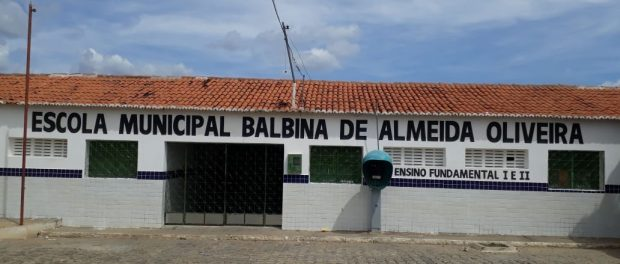 ESCOLA MUNICIPAL BALBINA DE ALMEIDA OLIVEIRA
ENSINO FUNDAMENTAL I E II